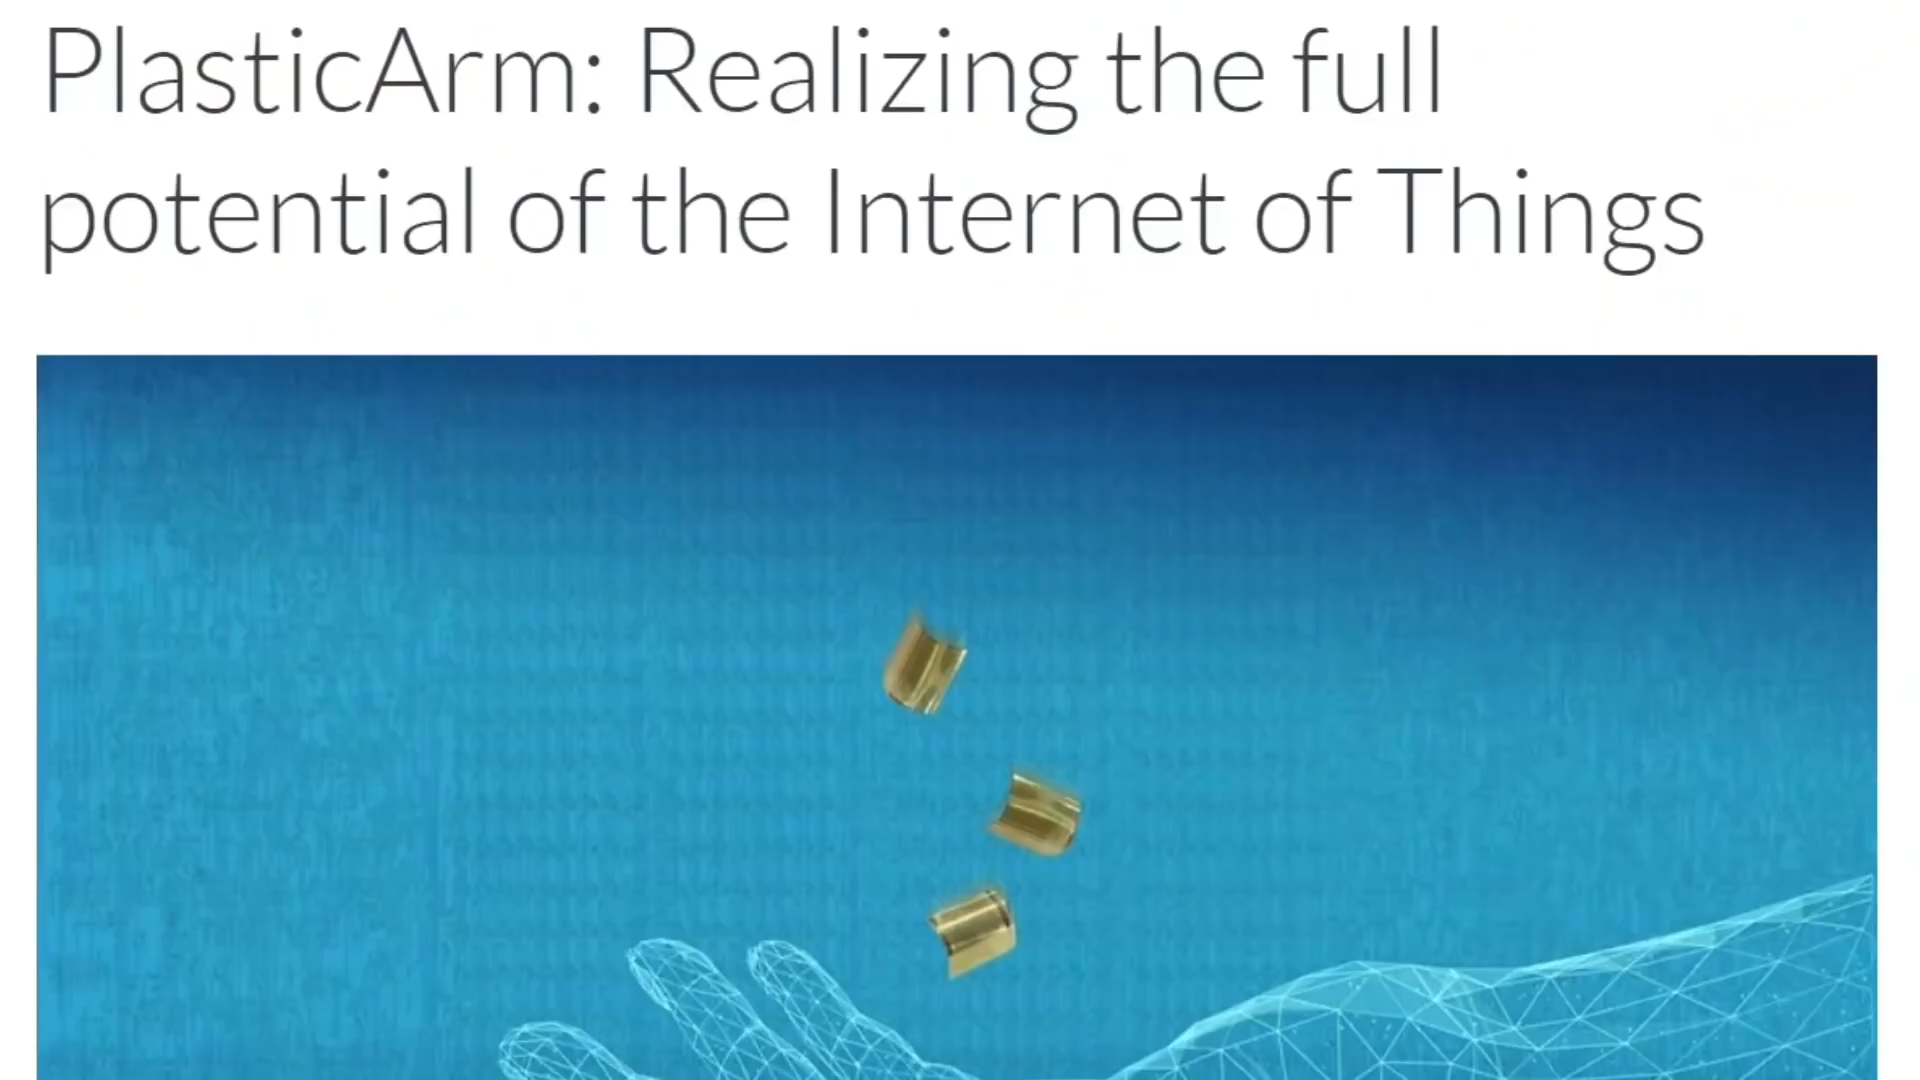 PlasticArm: Realizing the full
potential of the Internet of Things